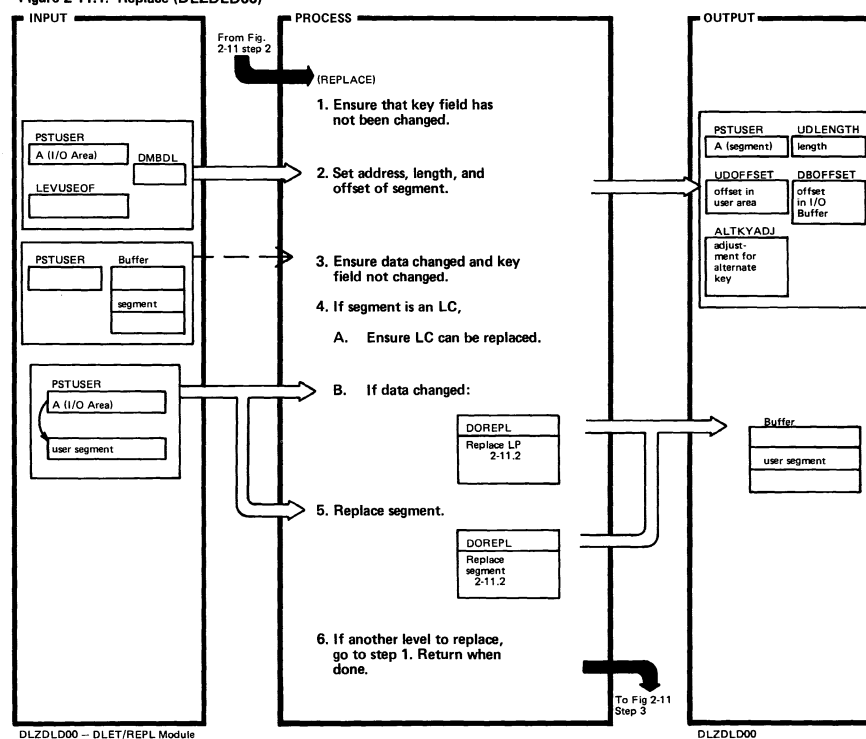 Figure 2-11.1. Replace (DLZDLD00)
INPUT
PROCESS
OUTPUT
From Fig.
2-11 step 2
(REPLACE)
1. Ensure that key field has
not been changed.
PSTUSER
A (I/O Area)
DMBDL
LEVUSEOF
2. Set address, length, and
offset of segment.
PSTUSER
A (segment)
UDLENGTH
length
UDOFFSET
offset in
user area
DBOFFSET
offset
in I/O
Buffer
ALTKYADJ
adjust-
ment for
alternate
key
PSTUSER
Buffer
segment
3. Ensure data changed and key
field not changed.
4. If segment is an LC,
A. Ensure LC can be replaced.
PSTUSER
A (I/O Area)
user segment
B. If data changed:
DOREPL
Replace LP
2-11.2
Buffer
user segment
5. Replace segment.
DOREPL
Replace
segment
2-11.2
6. If another level to replace,
go to step 1. Return when
done.
To Fig 2-11
Step 3
DLZDLD00 – DLET/REPL Module
DLZDLD00